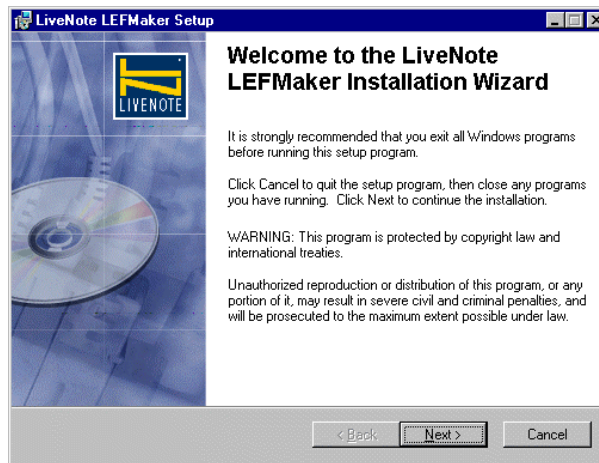 LiveNote LEFMaker Setup
LIVENOTE
Welcome to the LiveNote
LEFMaker Installation Wizard
It is strongly recommended that you exit all Windows programs
before running this setup program.
Click Cancel to quit the setup program, then close any programs
you have running.  Click Next to continue the installation.
WARNING: This program is protected by copyright law and
international treaties.
Unauthorized reproduction or distribution of this program, or any
portion of it, may result in severe civil and criminal penalties, and
will be prosecuted to the maximum extent possible under law.
< Back
Next >
Cancel